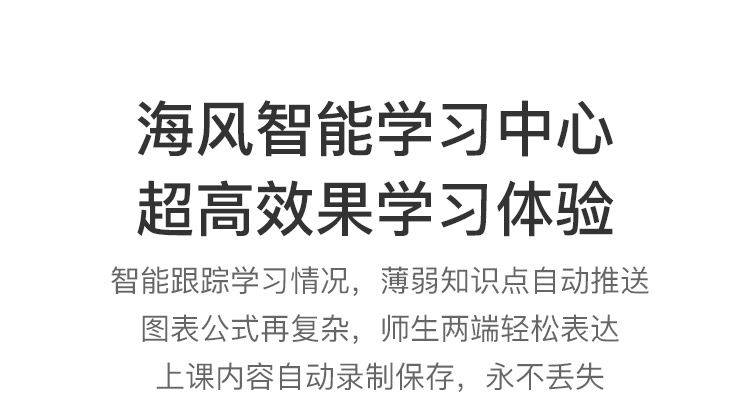 海风智能学习中心
超高效果学习体验
智能跟踪学习情况，薄弱知识点自动推送
图表公式再复杂，师生两端轻松表达
上课内容自动录制保存，永不丢失